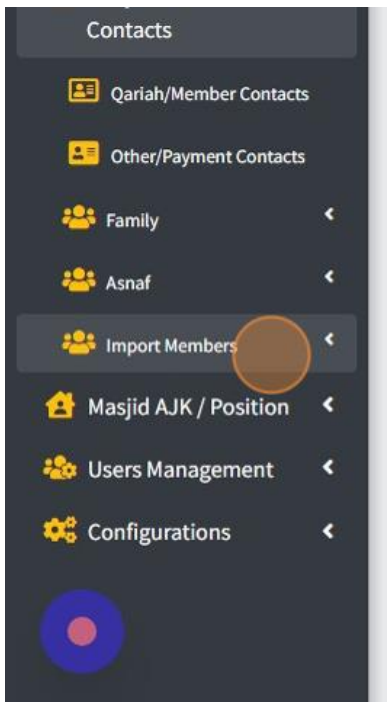 Contacts
Qariah/Member Contacts
Other/Payment Contacts
Family
Asnaf
Import Members
Masjid AJK / Position
Users Management
Configurations